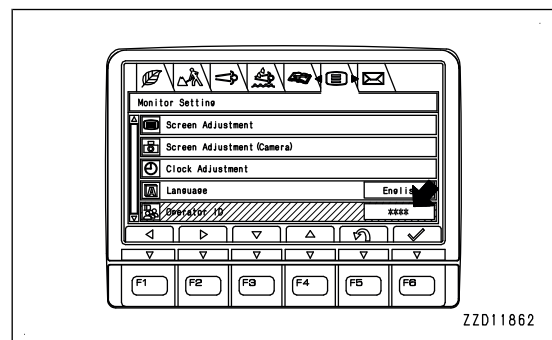 Monitor Setting
Screen Adjustment
Screen Adjustment(Camera)
Clock Adjustment
Language
Operator ID ****
F1 F2 F3 F4 F5 F6
ZZD11862